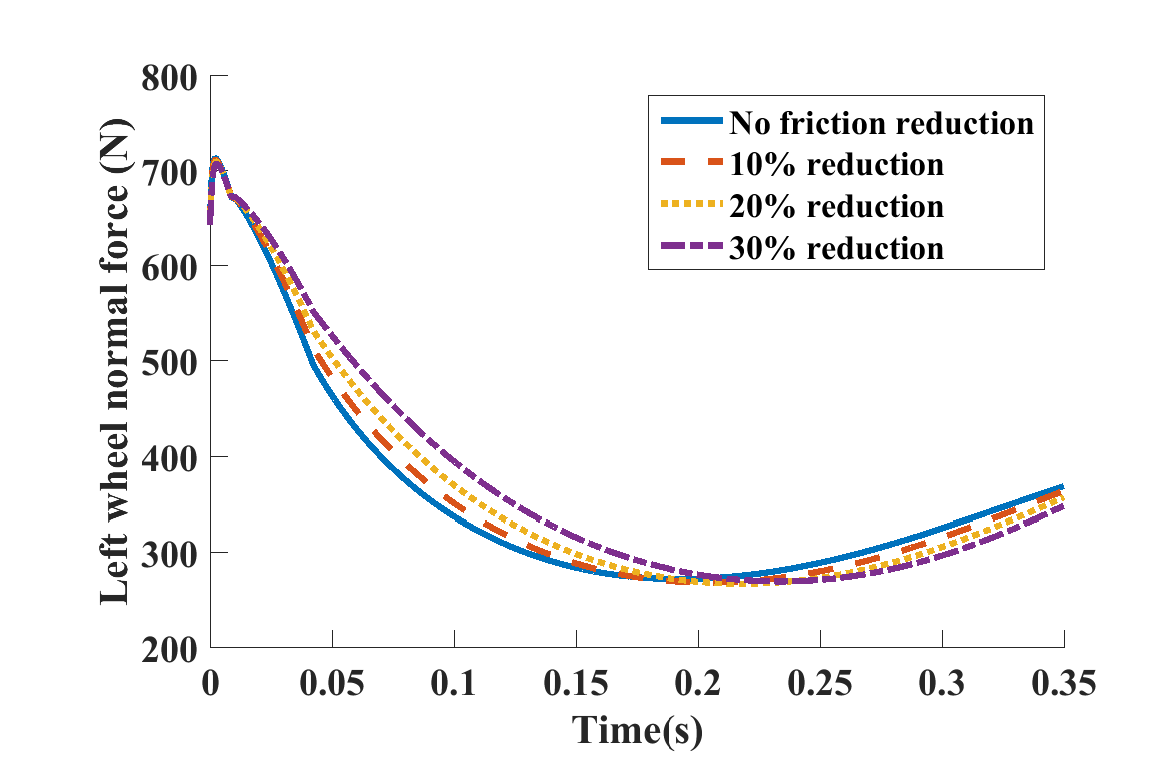 Left wheel normal force (N)
800
700
600
500
400
300
200
No friction reduction
10% reduction
20% reduction
30% reduction
0 0.05 0.1 0.15 0.2 0.25 0.3 0.35
Time(s)